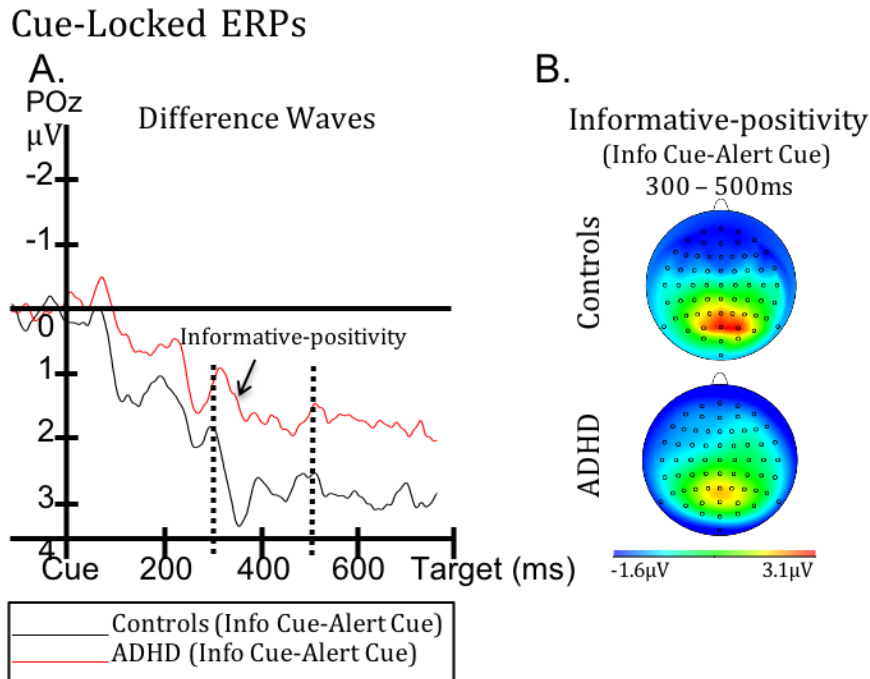 Cue-Locked ERPs
A.
POz
μV
Difference Waves
-2
-1
0
1
2
3
4
Informative-positivity
Cue 200 400 600 Target (ms)
Controls (Info Cue-Alert Cue)
ADHD (Info Cue-Alert Cue)
B.
Informative-positivity
(Info Cue-Alert Cue)
300 – 500ms
Controls
ADHD
-1.6μV 3.1μV